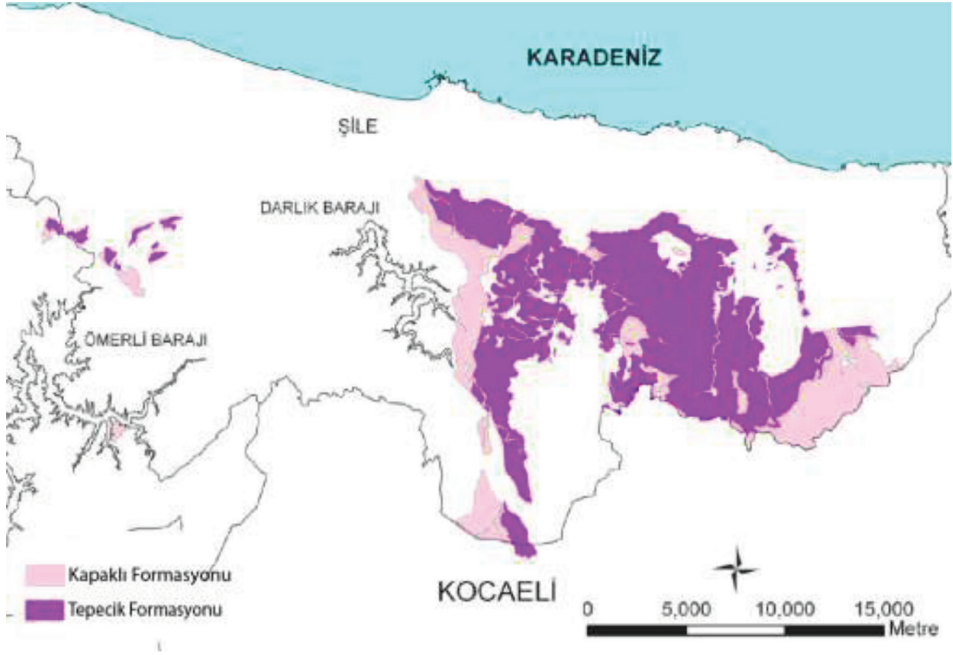 KARADENİZ
ŞİLE
DARLIK BARAJI
ÖMERLİ BARAJI
Kapaklı Formasyonu
Tepecik Formasyonu
KOCAELİ
0 5,000 10,000 15,000
Metre